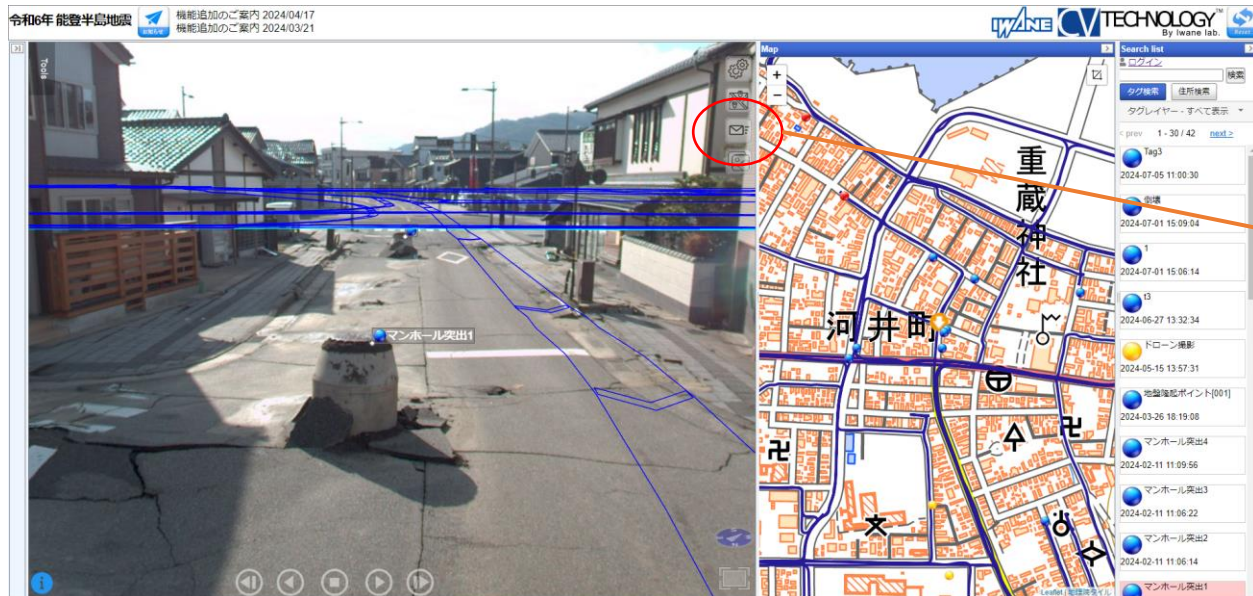 令和6年 能登半島地震
お知らせ
機能追加のご案内 2024/04/17
機能追加のご案内 2024/03/21
IWANE CV TECHNOLOGY™
By Iwane lab.
Reset
Tools
マンホール突出1
Map
+
−
重蔵神社
河井町
Leaflet | 地理院タイル
Search list
ログイン
検索
タグ検索
住所検索
タグレイヤー - すべて表示
< prev 1 - 30 / 42 next >
Tag3
2024-07-05 11:00:30
倒壊
2024-07-01 15:09:04
1
2024-07-01 15:06:14
t3
2024-06-27 13:32:34
ドローン撮影
2024-05-15 13:57:31
地盤隆起ポイント[001]
2024-03-26 18:19:08
マンホール突出4
2024-02-11 11:09:56
マンホール突出3
2024-02-11 11:06:22
マンホール突出2
2024-02-11 11:06:14
マンホール突出1